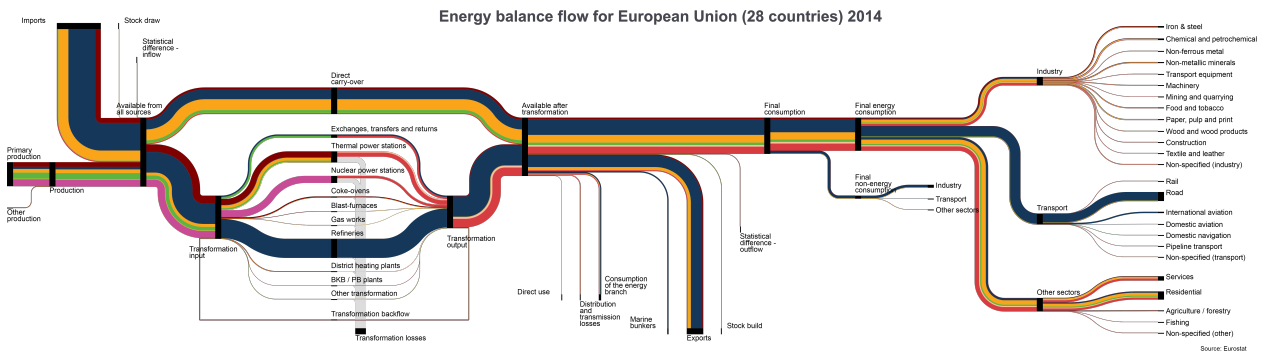 Energy balance flow for European Union (28 countries) 2014
Imports
Stock draw
Statistical
difference -
inflow
Available from
all sources
Primary
production
Production
Other
production
Direct
carry-over
Exchanges, transfers and returns
Thermal power stations
Nuclear power stations
Coke-ovens
Blast-furnaces
Gas works
Refineries
District heating plants
BKB / PB plants
Other transformation
Transformation backflow
Transformation losses
Transformation
input
Transformation
output
Available after
transformation
Direct use
Distribution
and
transmission
losses
Consumption
of the energy
branch
Marine
bunkers
Exports
Stock build
Statistical
difference -
outflow
Final
consumption
Final energy
consumption
Final
non-energy
consumption
Industry
Transport
Other sectors
Industry
Iron & steel
Chemical and petrochemical
Non-ferrous metal
Non-metallic minerals
Transport equipment
Machinery
Mining and quarrying
Food and tobacco
Paper, pulp and print
Wood and wood products
Construction
Textile and leather
Non-specified (industry)
Transport
Rail
Road
International aviation
Domestic aviation
Domestic navigation
Pipeline transport
Non-specified (transport)
Other sectors
Services
Residential
Agriculture / forestry
Fishing
Non-specified (other)
Source: Eurostat